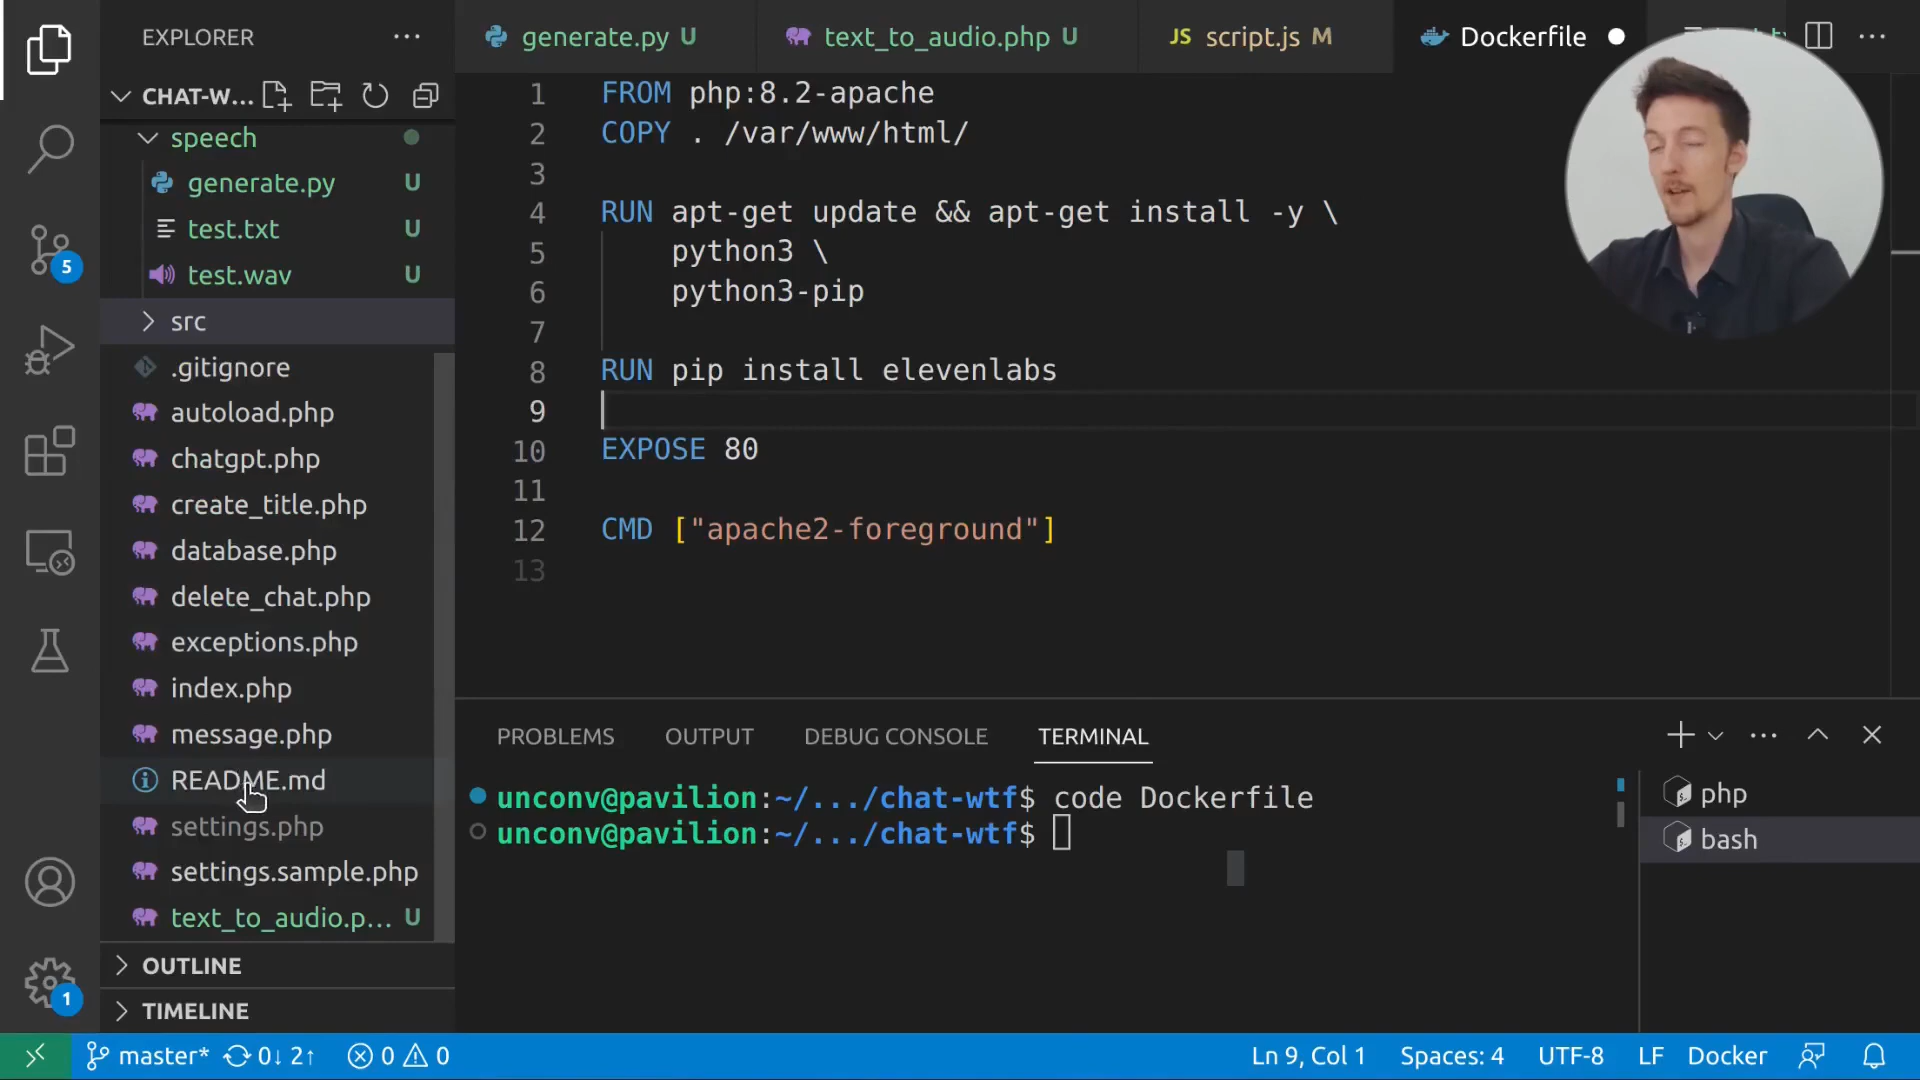 EXPLORER
CHAT-W...
speech
generate.py U
test.txt U
test.wav U
src
.gitignore
autoload.php
chatgpt.php
create_title.php
database.php
delete_chat.php
exceptions.php
index.php
message.php
README.md
settings.php
settings.sample.php
text_to_audio.p... U
OUTLINE
TIMELINE
5
1
generate.py U
text_to_audio.php U
JS script.js M
Dockerfile
1 FROM php:8.2-apache
2 COPY . /var/www/html/
3
4 RUN apt-get update && apt-get install -y \
5 python3 \
6 python3-pip
7
8 RUN pip install elevenlabs
9
10 EXPOSE 80
11
12 CMD ["apache2-foreground"]
13
PROBLEMS OUTPUT DEBUG CONSOLE TERMINAL
unconv@pavilion:~/.../chat-wtf$ code Dockerfile
unconv@pavilion:~/.../chat-wtf$
php
bash
master* 0↓ 2↑ 0 0 Ln 9, Col 1 Spaces: 4 UTF-8 LF Docker